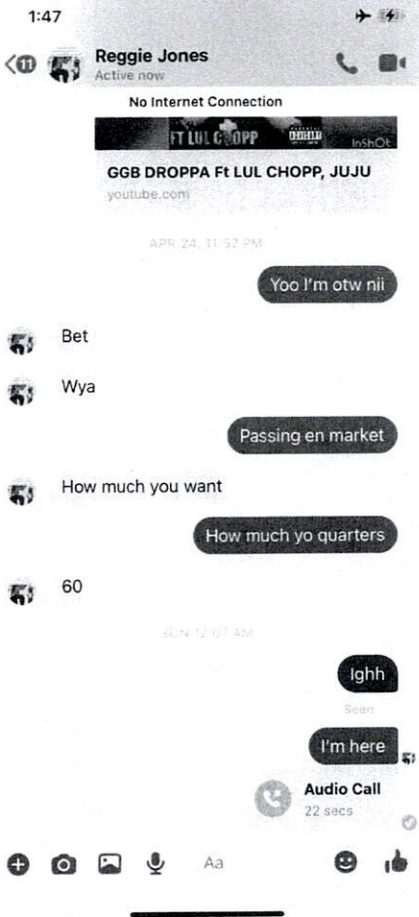 1:47
11
Reggie Jones
Active now
No Internet Connection
FT LUL CHOPP
InShOt
GGB DROPPA Ft LUL CHOPP, JUJU
youtube.com
APR 24, 11:52 PM
Yoo I'm otw nii
Bet
Wya
Passing en market
How much you want
How much yo quarters
60
SUN 12:07 AM
Ighh
Seen
I'm here
Audio Call
22 secs
Aa